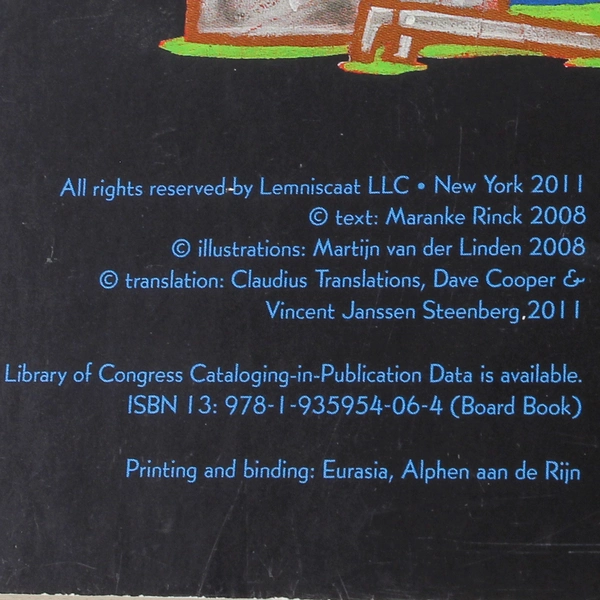 All rights reserved by Lemniscaat LLC • New York 2011
© text: Maranke Rinck 2008
© illustrations: Martijn van der Linden 2008
© translation: Claudius Translations, Dave Cooper &
Vincent Janssen Steenberg, 2011
Library of Congress Cataloging-in-Publication Data is available.
ISBN 13: 978-1-935954-06-4 (Board Book)
Printing and binding: Eurasia, Alphen aan de Rijn